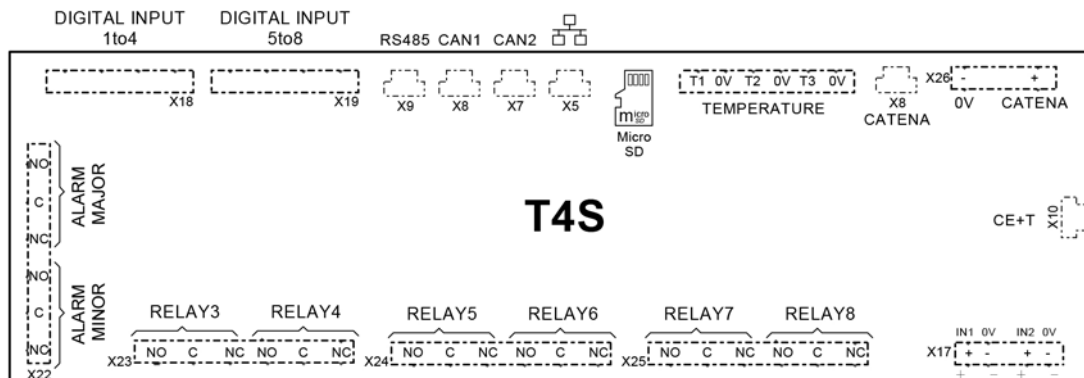 DIGITAL INPUT
1to4
DIGITAL INPUT
5to8
RS485 CAN1 CAN2
X18
X19
X9
X8
X7
X5
micro
SD
Micro
SD
T1 0V T2 0V T3 0V
TEMPERATURE
X8
CATENA
X26
- +
0V CATENA
NO
C
NC
ALARM
MAJOR
T4S
CE+T
X10
NO
C
NC
ALARM
MINOR
X22
RELAY3 RELAY4
X23 NO C NC NO C NC
RELAY5 RELAY6
X24 NO C NC NO C NC
RELAY7 RELAY8
X25 NO C NC NO C NC
IN1 0V IN2 0V
X17 + - + -
+ - + -